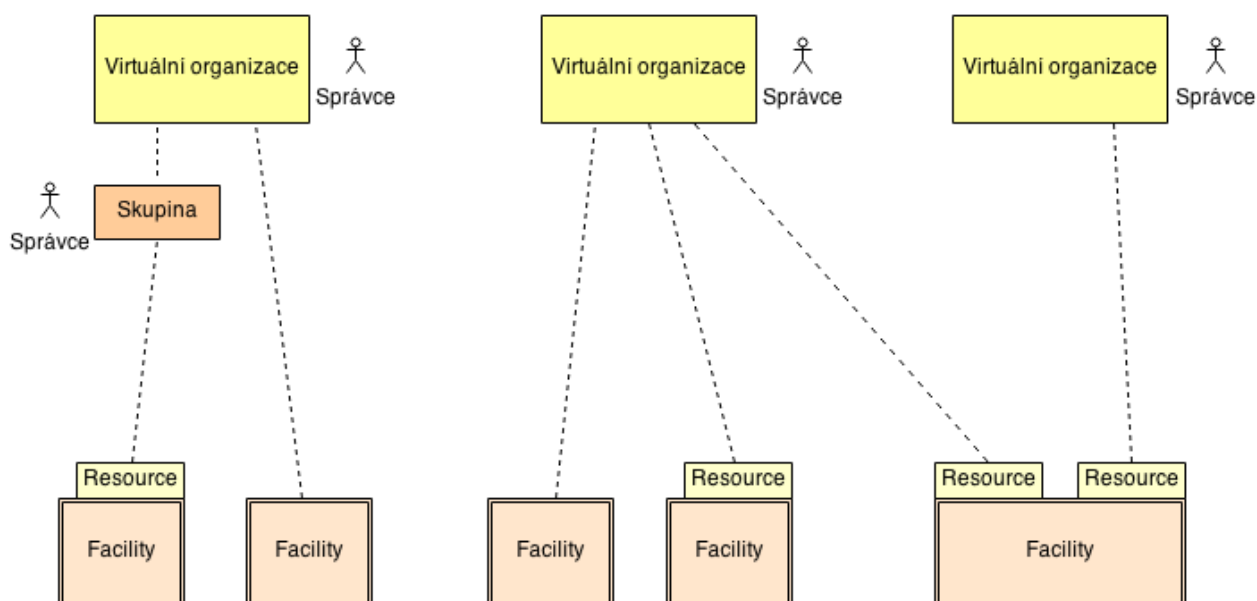 Virtuální organizace
Správce
Virtuální organizace
Správce
Virtuální organizace
Správce
Skupina
Správce
Resource
Resource
Resource
Resource
Facility
Facility
Facility
Facility
Facility